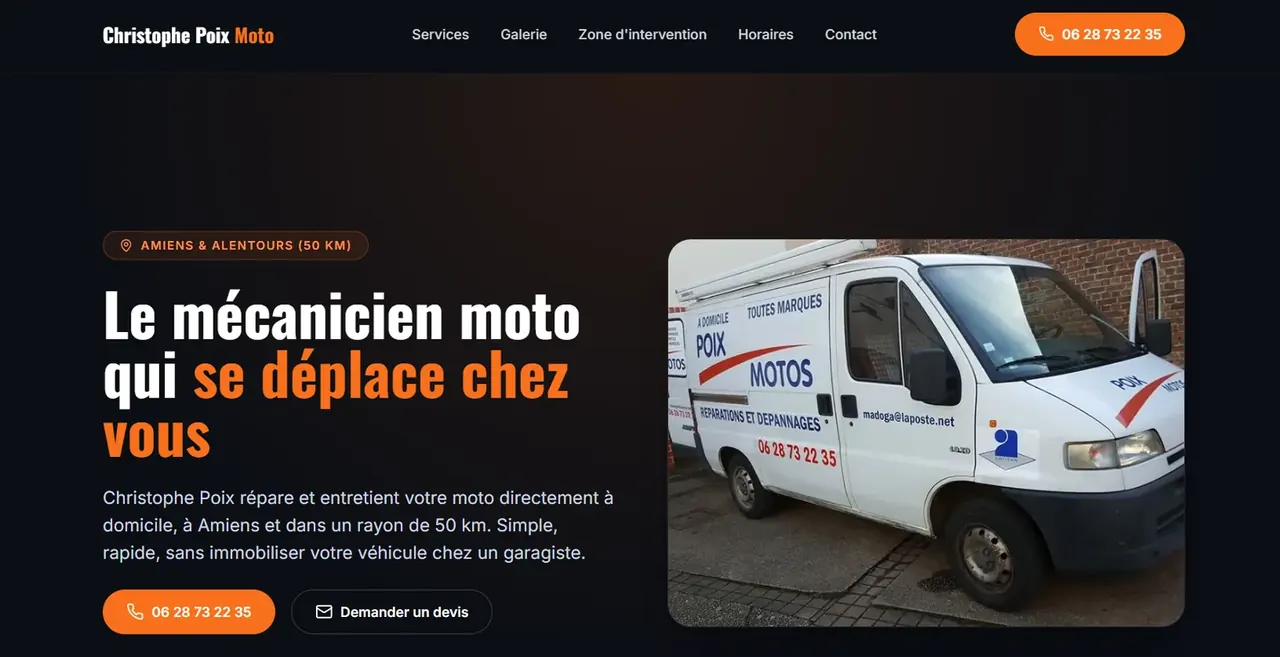 Christophe Poix Moto
Services
Galerie
Zone d'intervention
Horaires
Contact
06 28 73 22 35
AMIENS & ALENTOURS (50 KM)
Le mécanicien moto
qui se déplace chez
vous
Christophe Poix répare et entretient votre moto directement à
domicile, à Amiens et dans un rayon de 50 km. Simple,
rapide, sans immobiliser votre véhicule chez un garagiste.
06 28 73 22 35
Demander un devis
A DOMICILE
TOUTES MARQUES
POIX
MOTOS
REPARATIONS ET DEPANNAGES
06 28 73 22 35
madoga@laposte.net
POIX